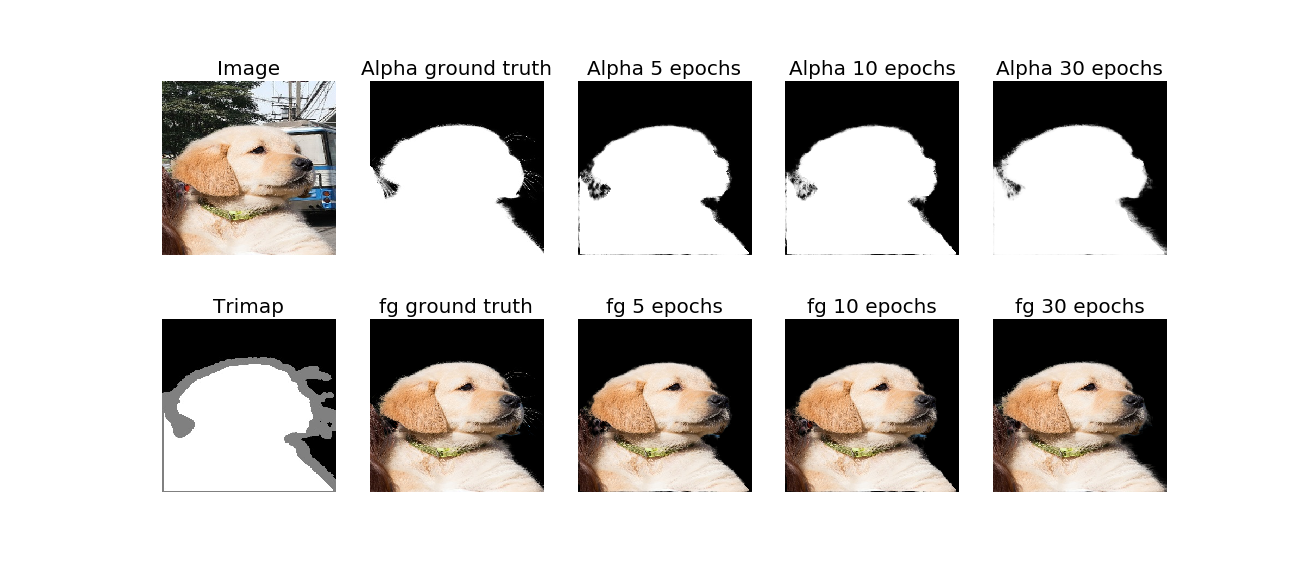 Image
Alpha ground truth
Alpha 5 epochs
Alpha 10 epochs
Alpha 30 epochs
Trimap
fg ground truth
fg 5 epochs
fg 10 epochs
fg 30 epochs